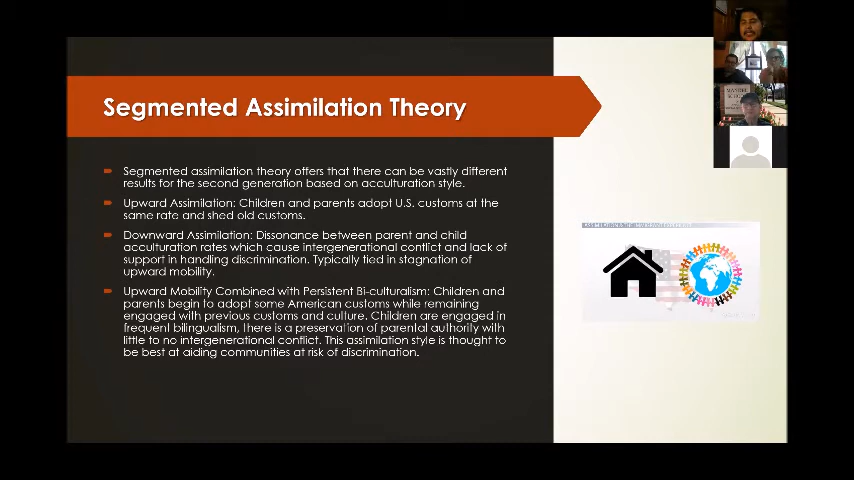 Segmented Assimilation Theory
Segmented assimilation theory offers that there can be vastly different
results for the second generation based on acculturation style.
Upward Assimilation: Children and parents adopt U.S. customs at the
same rate and shed old customs.
Downward Assimilation: Dissonance between parent and child
acculturation rates which cause intergenerational conflict and lack of
support in handling discrimination. Typically tied in stagnation of
upward mobility.
Upward Mobility Combined with Persistent Bi-culturalism: Children and
parents begin to adopt some American customs while remaining
engaged with previous customs and culture. Children are engaged in
frequent bilingualism, there is a preservation of parental authority with
little to no intergenerational conflict. This assimilation style is thought to
be best at aiding communities at risk of discrimination.